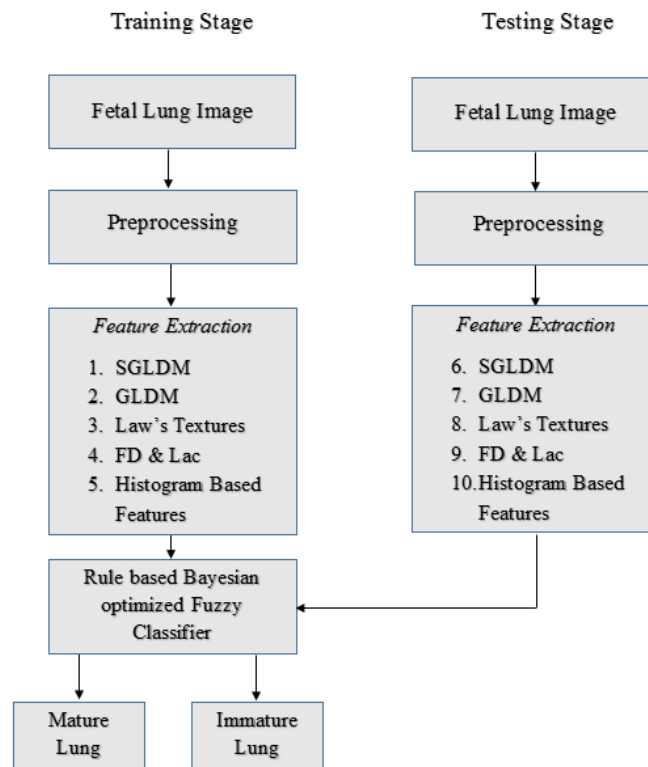 Training Stage
Fetal Lung Image
Preprocessing
Feature Extraction
1. SGLDM
2. GLDM
3. Law's Textures
4. FD & Lac
5. Histogram Based
Features
Rule based Bayesian
optimized Fuzzy
Classifier
Mature
Lung
Immature
Lung
Testing Stage
Fetal Lung Image
Preprocessing
Feature Extraction
6. SGLDM
7. GLDM
8. Law's Textures
9. FD & Lac
10.Histogram Based
Features